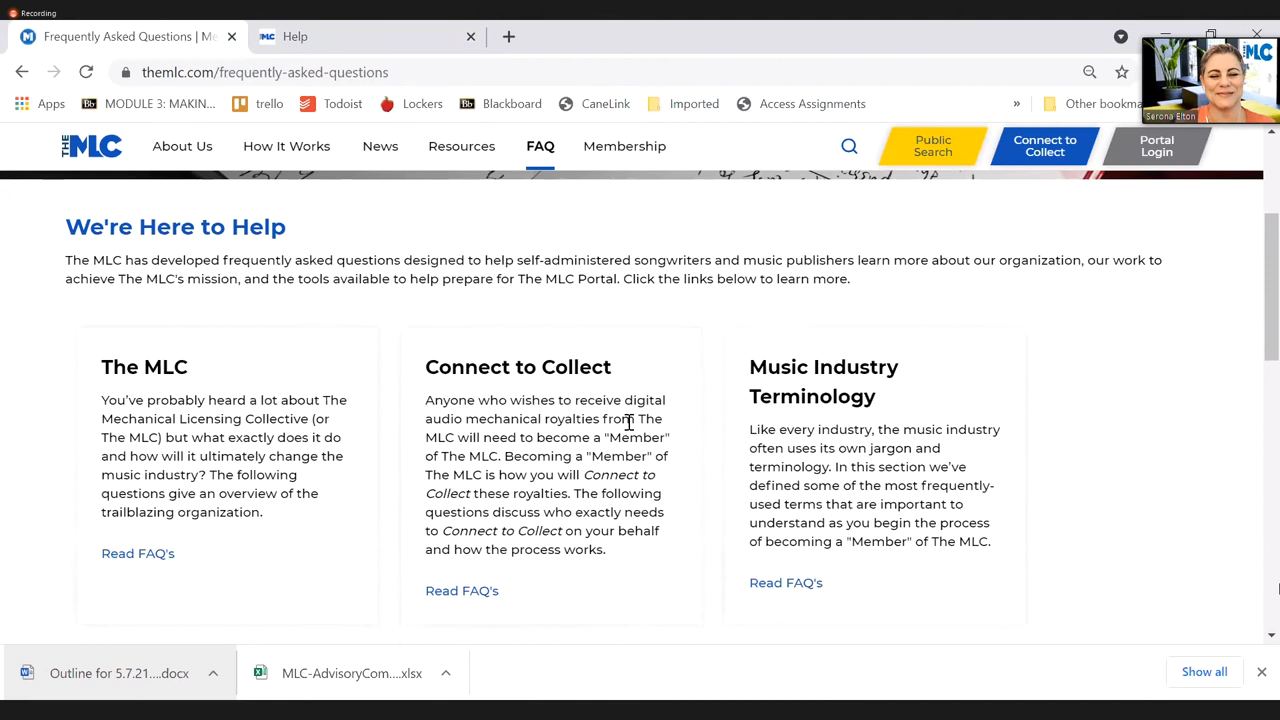 Recording
Frequently Asked Questions | Me
Help
themlc.com/frequently-asked-questions
Apps
MODULE 3: MAKIN...
trello
Todoist
Lockers
Blackboard
CaneLink
Imported
Access Assignments
»
Other bookma
MLC
Serona Elton
THE MLC
About Us
How It Works
News
Resources
FAQ
Membership
Public Search
Connect to Collect
Portal Login
We're Here to Help
The MLC has developed frequently asked questions designed to help self-administered songwriters and music publishers learn more about our organization, our work to
achieve The MLC's mission, and the tools available to help prepare for The MLC Portal. Click the links below to learn more.
The MLC
You've probably heard a lot about The
Mechanical Licensing Collective (or
The MLC) but what exactly does it do
and how will it ultimately change the
music industry? The following
questions give an overview of the
trailblazing organization.
Read FAQ's
Connect to Collect
Anyone who wishes to receive digital
audio mechanical royalties from The
MLC will need to become a "Member"
of The MLC. Becoming a "Member" of
The MLC is how you will Connect to
Collect these royalties. The following
questions discuss who exactly needs
to Connect to Collect on your behalf
and how the process works.
Read FAQ's
Music Industry
Terminology
Like every industry, the music industry
often uses its own jargon and
terminology. In this section we've
defined some of the most frequently-
used terms that are important to
understand as you begin the process
of becoming a "Member" of The MLC.
Read FAQ's
Outline for 5.7.21....docx
MLC-AdvisoryCom....xlsx
Show all